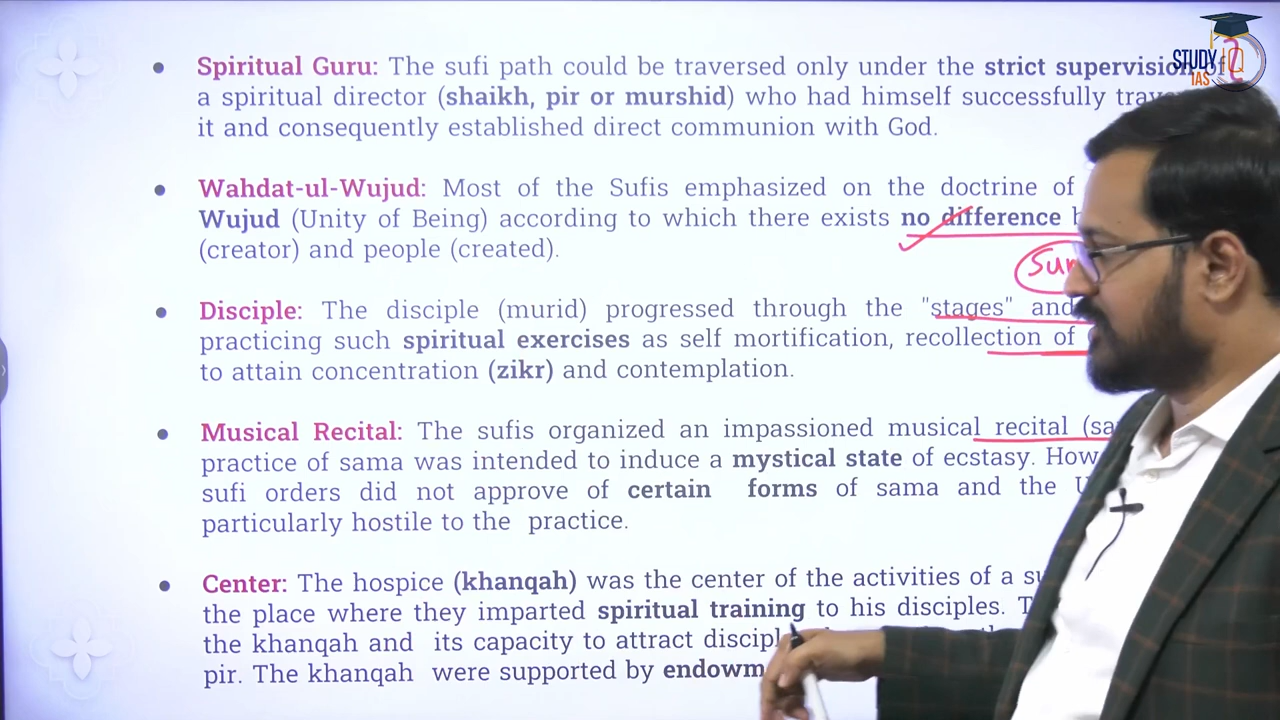 STUDY IQ
IAS
Spiritual Guru: The sufi path could be traversed only under the strict supervision
a spiritual director (shaikh, pir or murshid) who had himself successfully
it and consequently established direct communion with God.
Wahdat-ul-Wujud: Most of the Sufis emphasized on the doctrine of
Wujud (Unity of Being) according to which there exists no difference
(creator) and people (created).
Disciple: The disciple (murid) progressed through the "stages" and
practicing such spiritual exercises as self mortification, recollection of
to attain concentration (zikr) and contemplation.
Musical Recital: The sufis organized an impassioned musical recital
practice of sama was intended to induce a mystical state of ecstasy.
sufi orders did not approve of certain forms of sama and the
particularly hostile to the practice.
Center: The hospice (khanqah) was the center of the activities of a
the place where they imparted spiritual training to his disciples.
the khanqah and its capacity to attract
pir. The khanqah were supported by